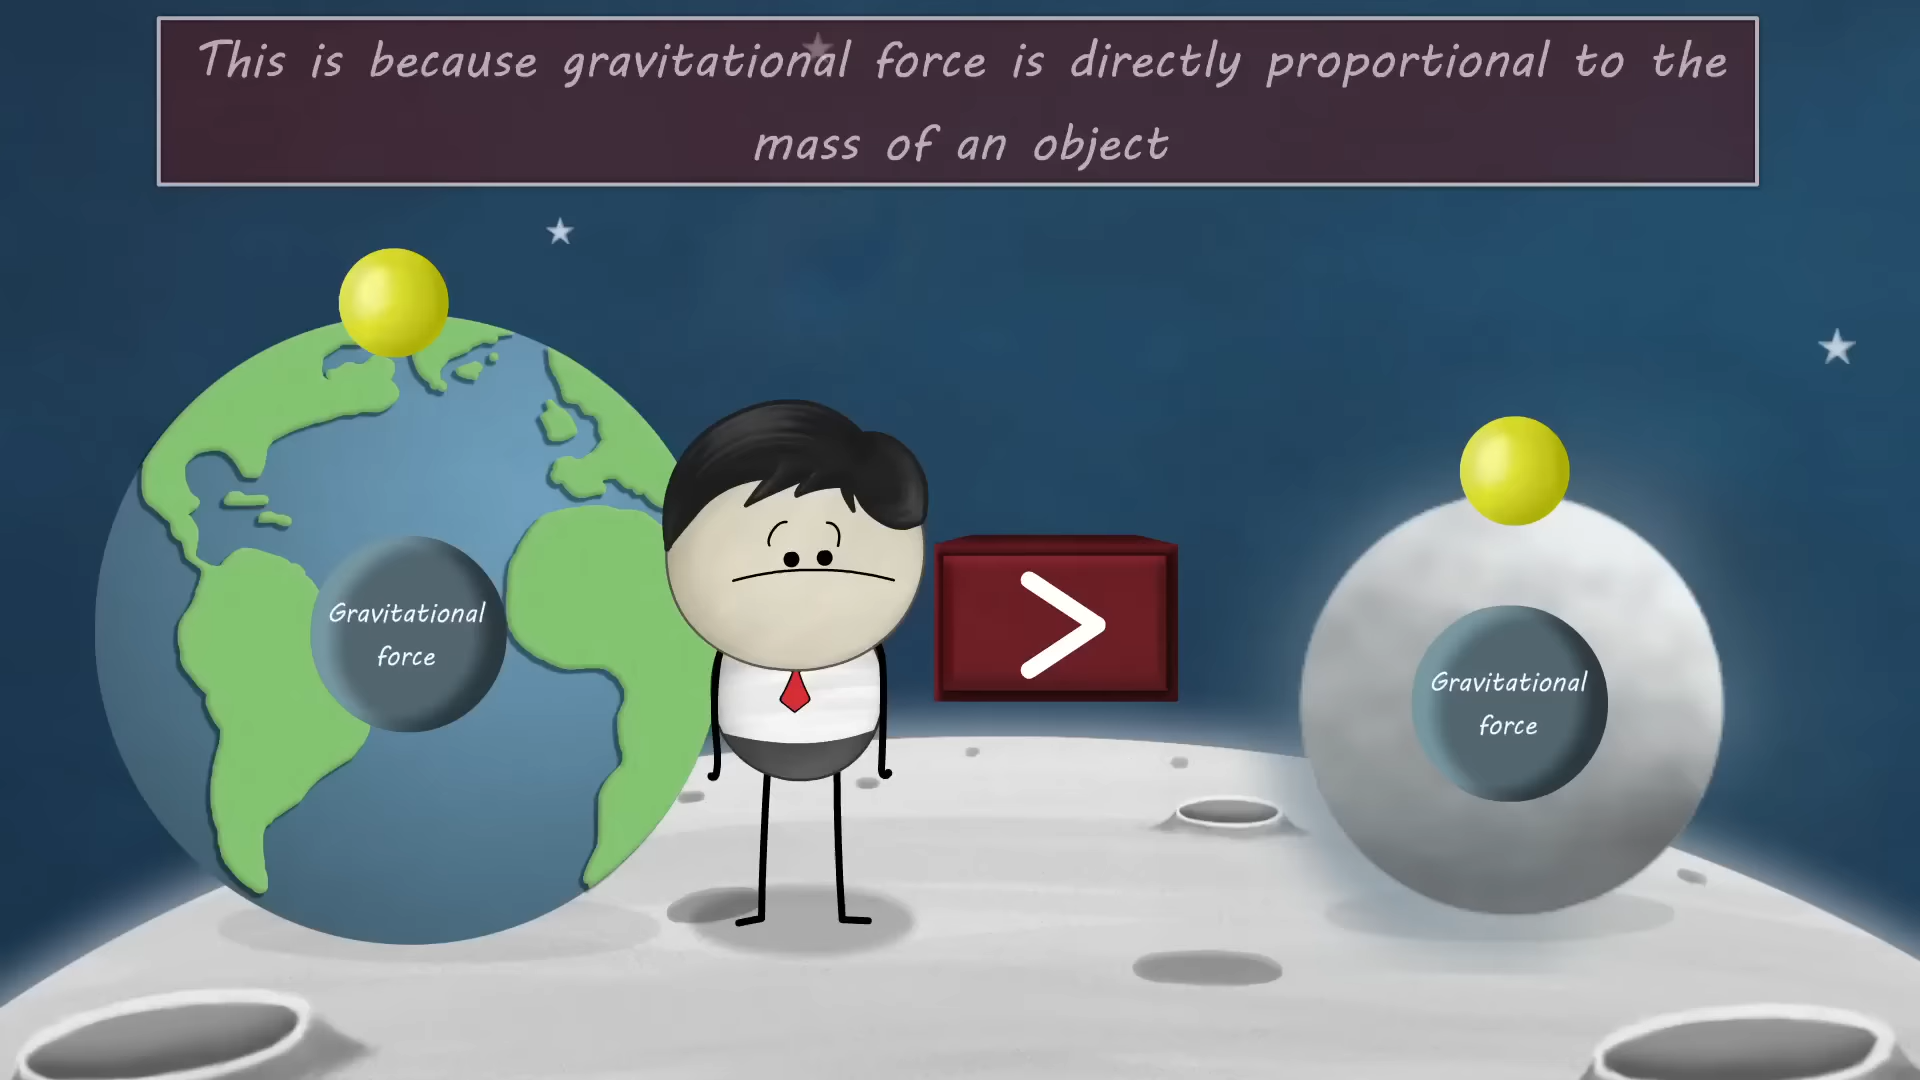 This is because gravitational force is directly proportional to the
mass of an object
Gravitational
force
>
Gravitational
force